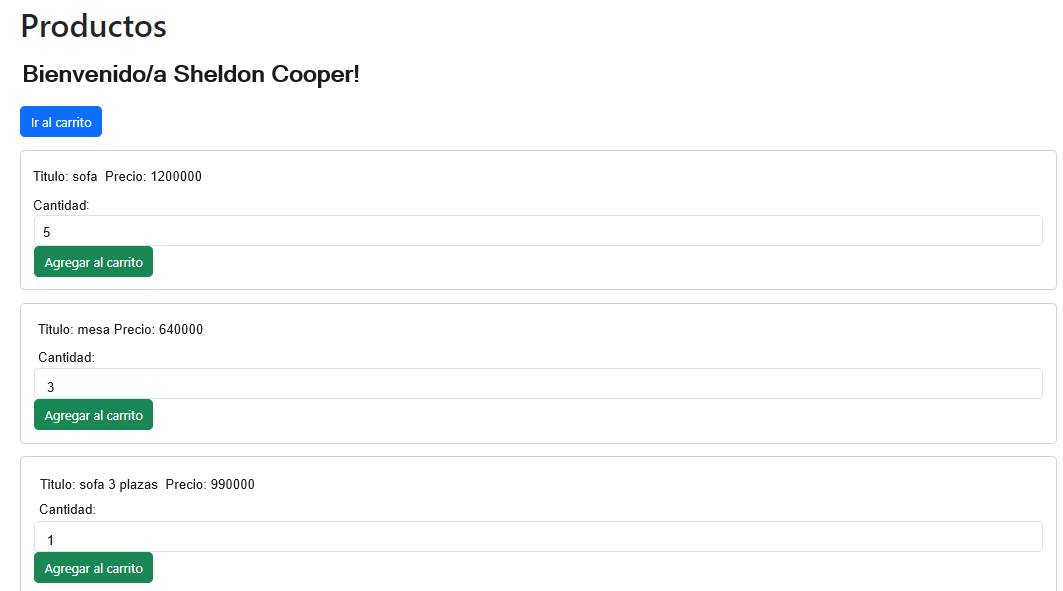 Productos
Bienvenido/a Sheldon Cooper!
Ir al carrito
Titulo: sofa Precio: 1200000
Cantidad:
5
Agregar al carrito
Titulo: mesa Precio: 640000
Cantidad:
3
Agregar al carrito
Titulo: sofa 3 plazas Precio: 990000
Cantidad:
1
Agregar al carrito